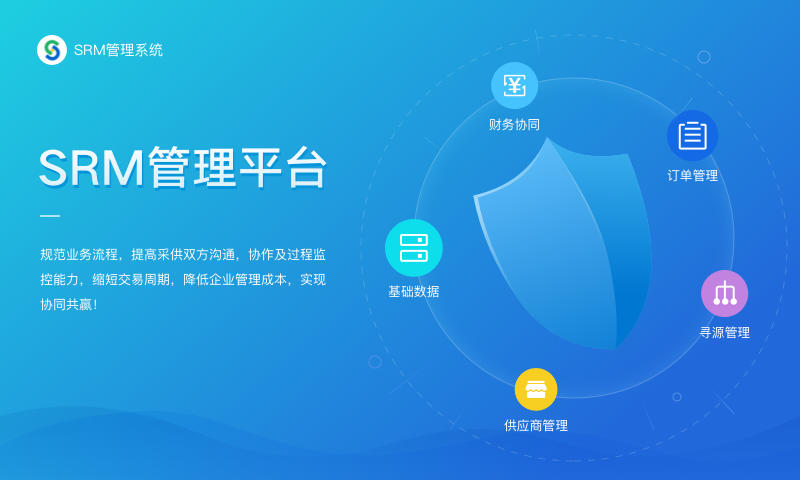 SRM管理系统
SRM管理平台
规范业务流程，提高采供双方沟通，协作及过程监
控能力，缩短交易周期，降低企业管理成本，实现
协同共赢！
财务协同
订单管理
基础数据
寻源管理
供应商管理